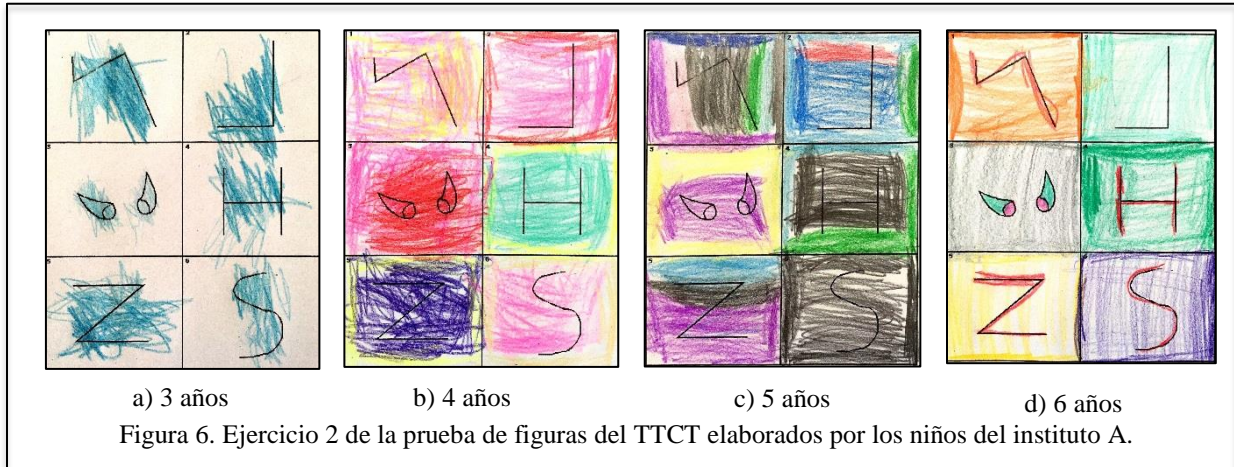 a) 3 años
b) 4 años
c) 5 años
d) 6 años
Figura 6. Ejercicio 2 de la prueba de figuras del TTCT elaborados por los niños del instituto A.